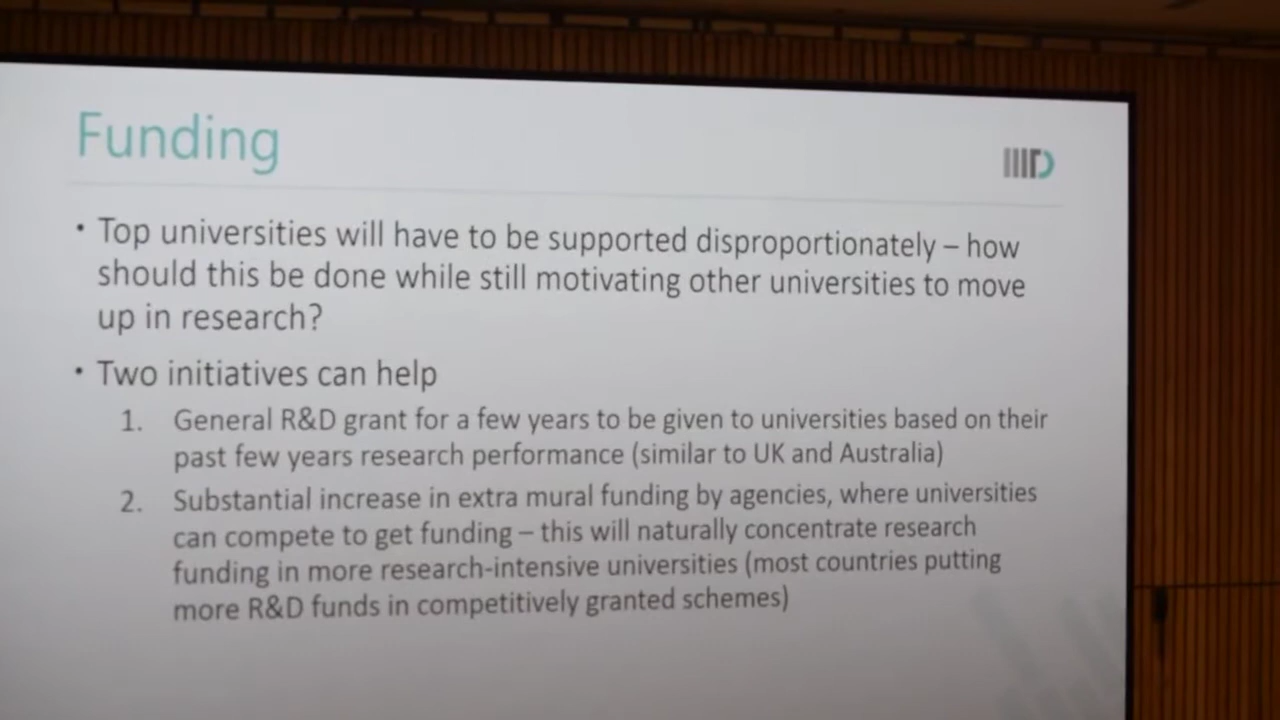 Funding
IIITD
• Top universities will have to be supported disproportionately – how
should this be done while still motivating other universities to move
up in research?
• Two initiatives can help
1. General R&D grant for a few years to be given to universities based on their
past few years research performance (similar to UK and Australia)
2. Substantial increase in extra mural funding by agencies, where universities
can compete to get funding – this will naturally concentrate research
funding in more research-intensive universities (most countries putting
more R&D funds in competitively granted schemes)